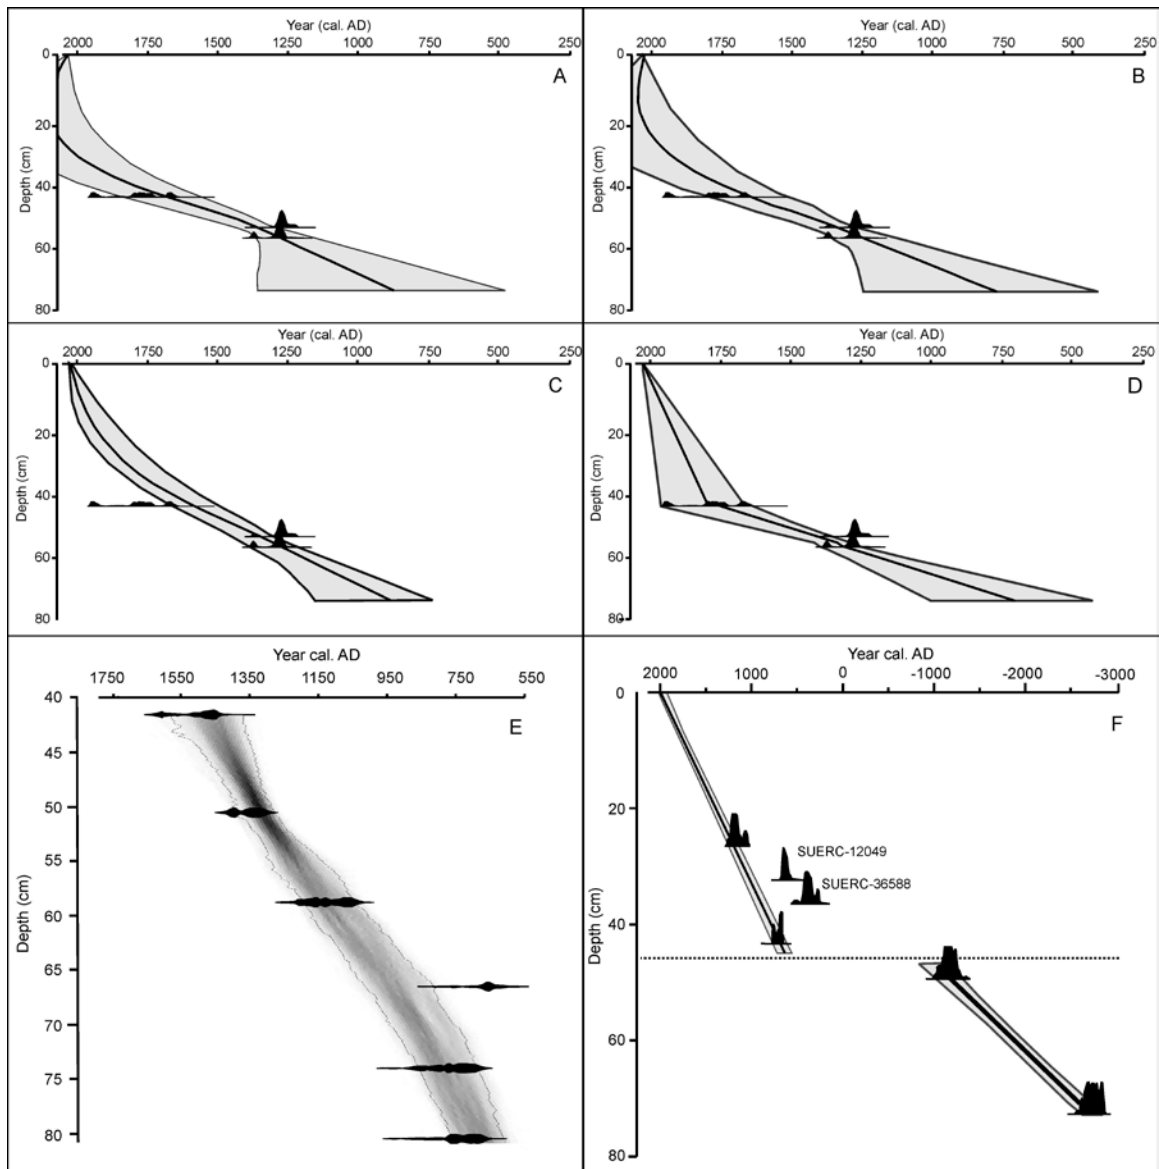 Year (cal. AD)
2000 1750 1500 1250 1000 750 500 250
A
Depth (cm)
0
20
40
60
80
Year (cal. AD)
2000 1750 1500 1250 1000 750 500 250
B
Depth (cm)
0
20
40
60
80
Year (cal. AD)
2000 1750 1500 1250 1000 750 500 250
C
Depth (cm)
0
20
40
60
80
Year (cal. AD)
2000 1750 1500 1250 1000 750 500 250
D
Depth (cm)
0
20
40
60
80
Year cal. AD
1750 1550 1350 1150 950 750 550
E
Depth (cm)
40
45
50
55
60
65
70
75
80
Year cal. AD
2000 1000 0 -1000 -2000 -3000
F
Depth (cm)
0
20
40
60
80
SUERC-12049
SUERC-36588